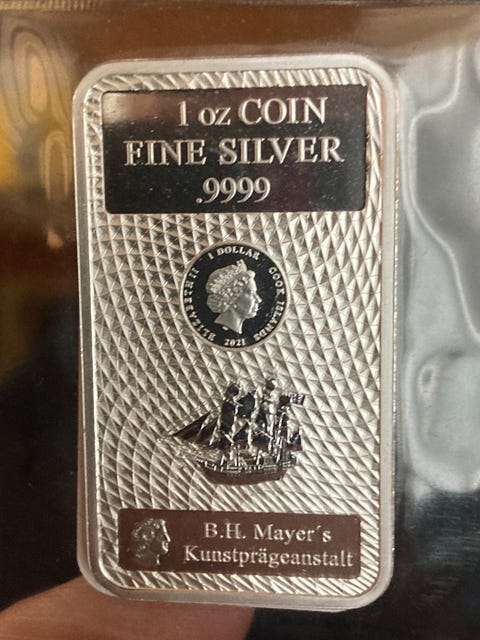 1 oz COIN
FINE SILVER
.9999
ELIZABETH II 1 DOLLAR COOK ISLANDS
2021
B.H. Mayer´s
Kunstprägeanstalt